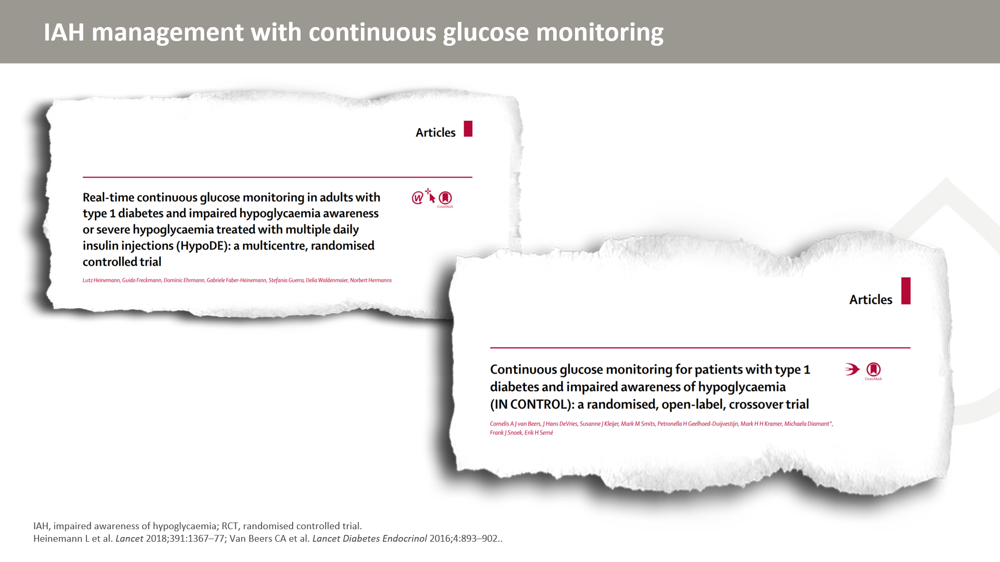 IAH management with continuous glucose monitoring
Articles
Real-time continuous glucose monitoring in adults with
type 1 diabetes and impaired hypoglycaemia awareness
or severe hypoglycaemia treated with multiple daily
insulin injections (HypoDE): a multicentre, randomised
controlled trial
W
CrossMark
Lutz Heinemann, Guido Freckmann, Dominic Ehrmann, Gabriele Faber-Heinemann, Stefania Guerra, Delia Waldenmaier, Norbert Hermanns
Articles
Continuous glucose monitoring for patients with type 1
diabetes and impaired awareness of hypoglycaemia
(IN CONTROL): a randomised, open-label, crossover trial
CrossMark
Cornelis A J van Beers, J Hans DeVries, Susanne J Kleijer, Mark M Smits, Petronella H Geelhoed-Duijvestijn, Mark H H Kramer, Michaela Diamant*,
Frank J Snoek, Erik H Serné
IAH, impaired awareness of hypoglycaemia; RCT, randomised controlled trial.
Heinemann L et al. Lancet 2018;391:1367–77; Van Beers CA et al. Lancet Diabetes Endocrinol 2016;4:893–902..